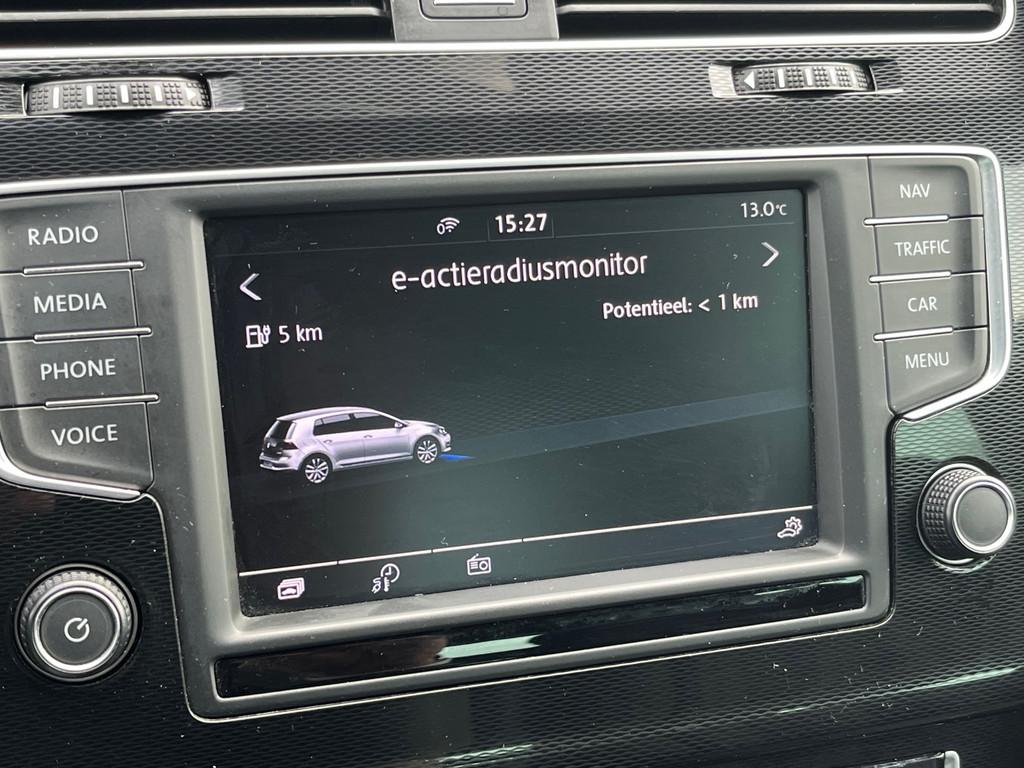 15:27
13.0°C
e-actieradiusmonitor
Potentieel: < 1 km
5 km
RADIO
MEDIA
PHONE
VOICE
NAV
TRAFFIC
CAR
MENU